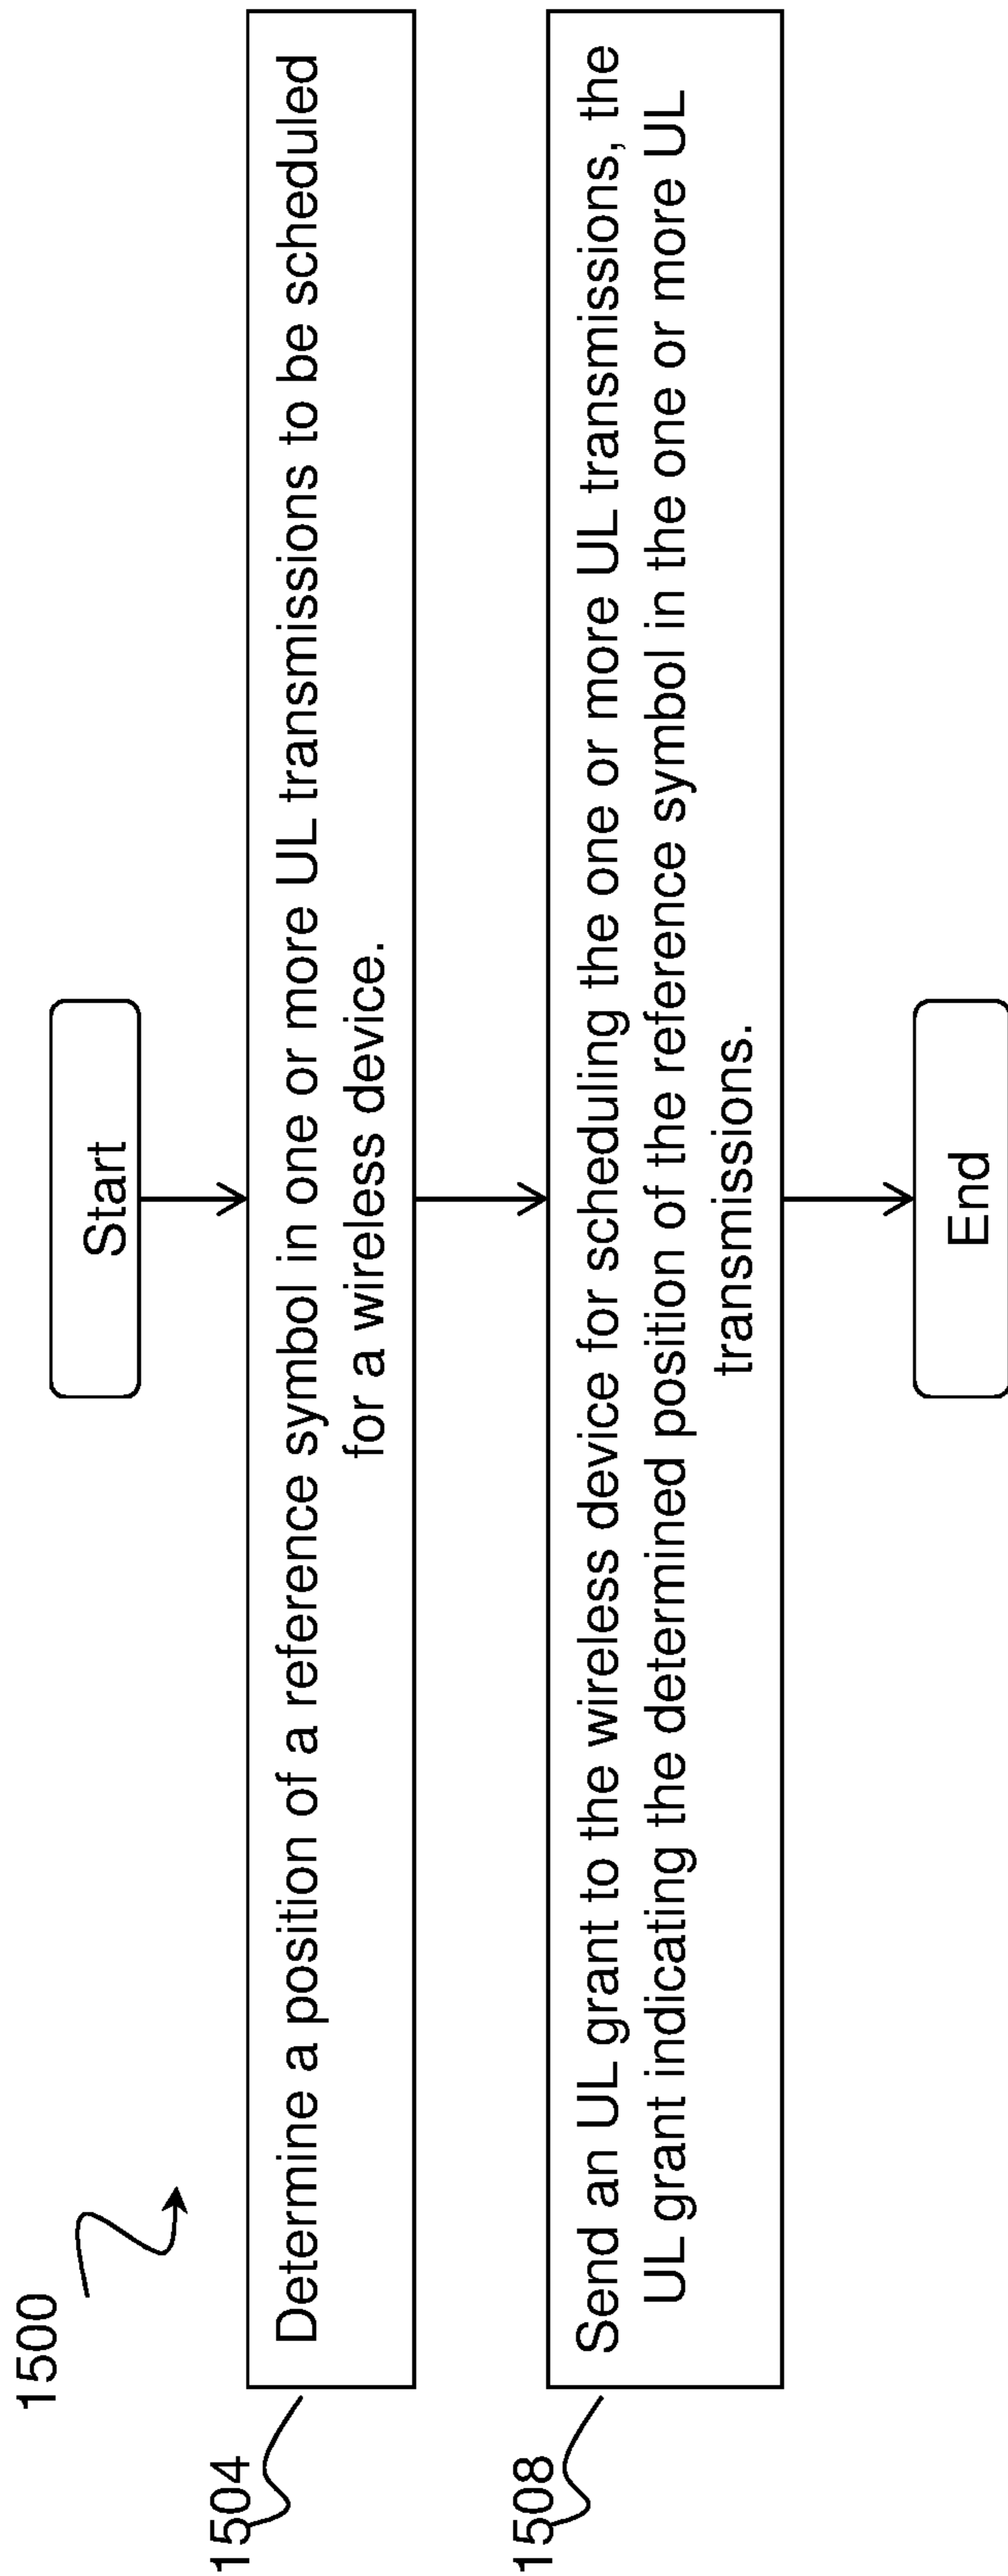 1500
Start
1504
Determine a position of a reference symbol in one or more UL transmissions to be scheduled
for a wireless device.
1508
Send an UL grant to the wireless device for scheduling the one or more UL transmissions, the
UL grant indicating the determined position of the reference symbol in the one or more UL
transmissions.
End